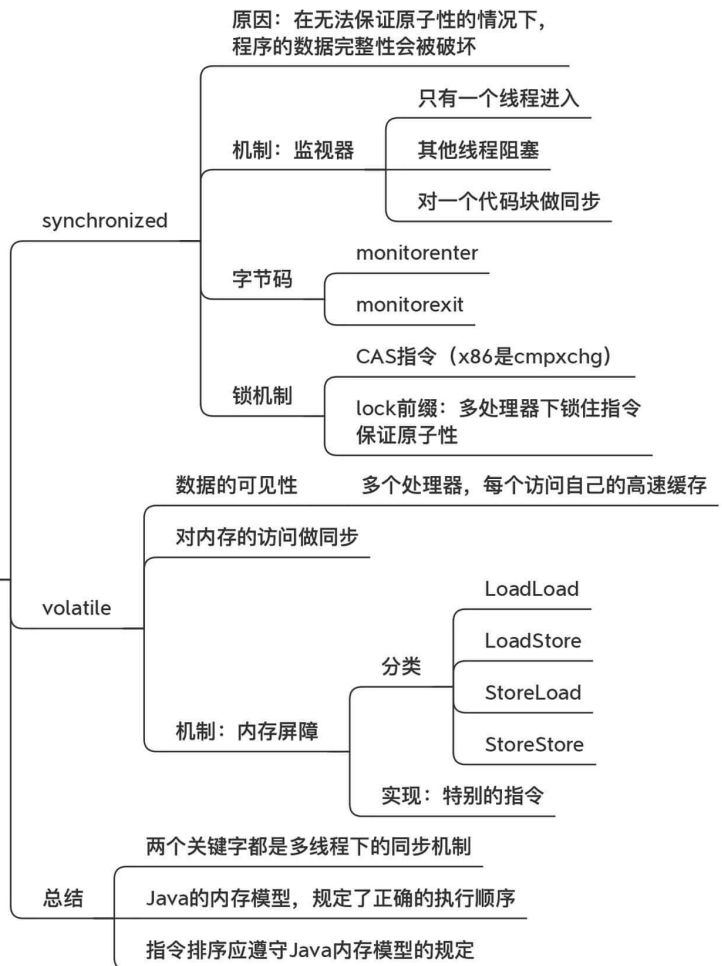 原因：在无法保证原子性的情况下，
程序的数据完整性会被破坏
只有一个线程进入
机制：监视器
其他线程阻塞
对一个代码块做同步
synchronized
monitorenter
字节码
monitorexit
CAS指令（x86是cmpxchg）
锁机制
lock前缀：多处理器下锁住指令
保证原子性
数据的可见性 多个处理器，每个访问自己的高速缓存
对内存的访问做同步
volatile
LoadLoad
LoadStore
分类
StoreLoad
机制：内存屏障
StoreStore
实现：特别的指令
两个关键字都是多线程下的同步机制
总结
Java的内存模型，规定了正确的执行顺序
指令排序应遵守Java内存模型的规定